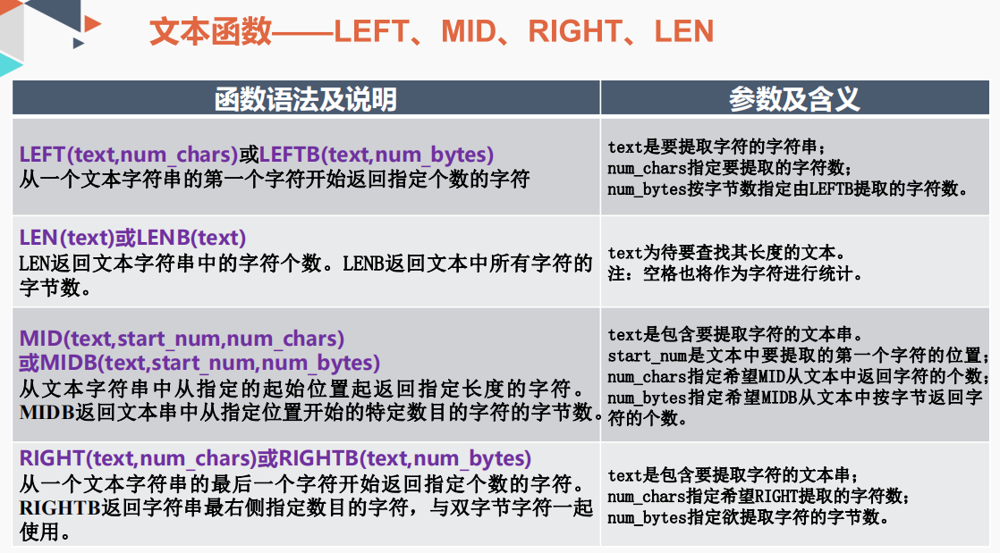 文本函数——LEFT、MID、RIGHT、LEN
函数语法及说明
参数及含义
LEFT(text,num_chars)或LEFTB(text,num_bytes)
从一个文本字符串的第一个字符开始返回指定个数的字符
text是要提取字符的字符串;
num_chars指定要提取的字符数;
num_bytes按字节数指定由LEFTB提取的字符数。
LEN(text)或LENB(text)
LEN返回文本字符串中的字符个数。LENB返回文本中所有字符的
字节数。
text为待要查找其长度的文本。
注：空格也将作为字符进行统计。
MID(text,start_num,num_chars)
或MIDB(text,start_num,num_bytes)
从文本字符串中从指定的起始位置起返回指定长度的字符。
MIDB返回文本串中从指定位置开始的特定数目的字符的字节数。
text是包含要提取字符的文本串。
start_num是文本中要提取的第一个字符的位置;
num_chars指定希望MID从文本中返回字符的个数;
num_bytes指定希望MIDB从文本中按字节返回字
符的个数。
RIGHT(text,num_chars)或RIGHTB(text,num_bytes)
从一个文本字符串的最后一个字符开始返回指定个数的字符。
RIGHTB返回字符串最右侧指定数目的字符，与双字节字符一起
使用。
text是包含要提取字符的文本串;
num_chars指定希望RIGHT提取的字符数;
num_bytes指定欲提取字符的字节数。